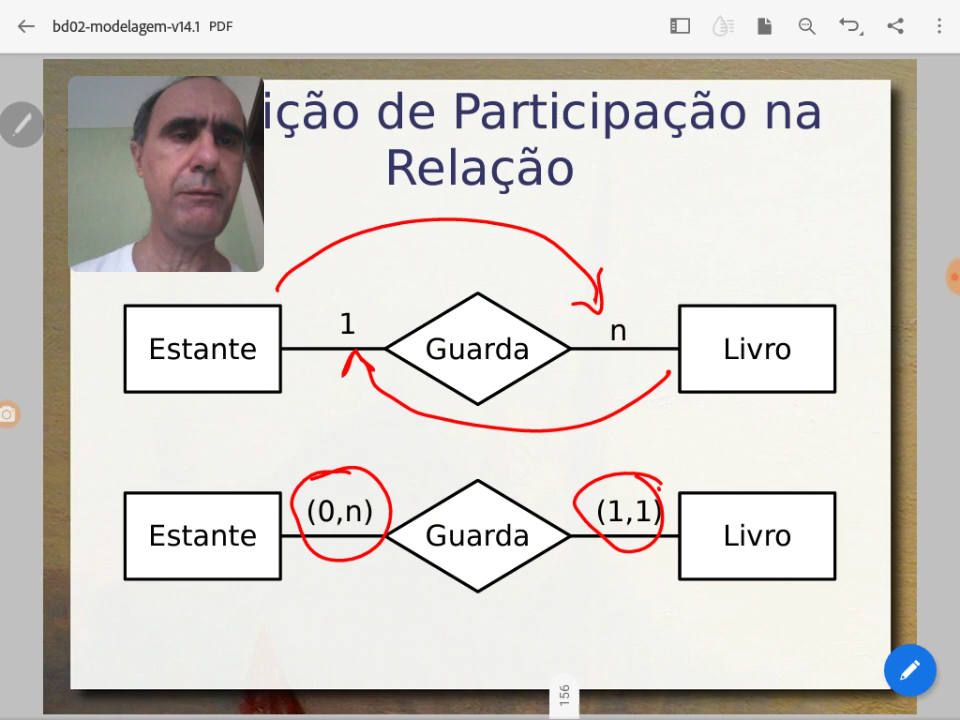 bd02-modelagem-v14.1 PDF
ição de Participação na
Relação
1
n
Estante
Guarda
Livro
(0,n)
(1,1)
Estante
Guarda
Livro
156